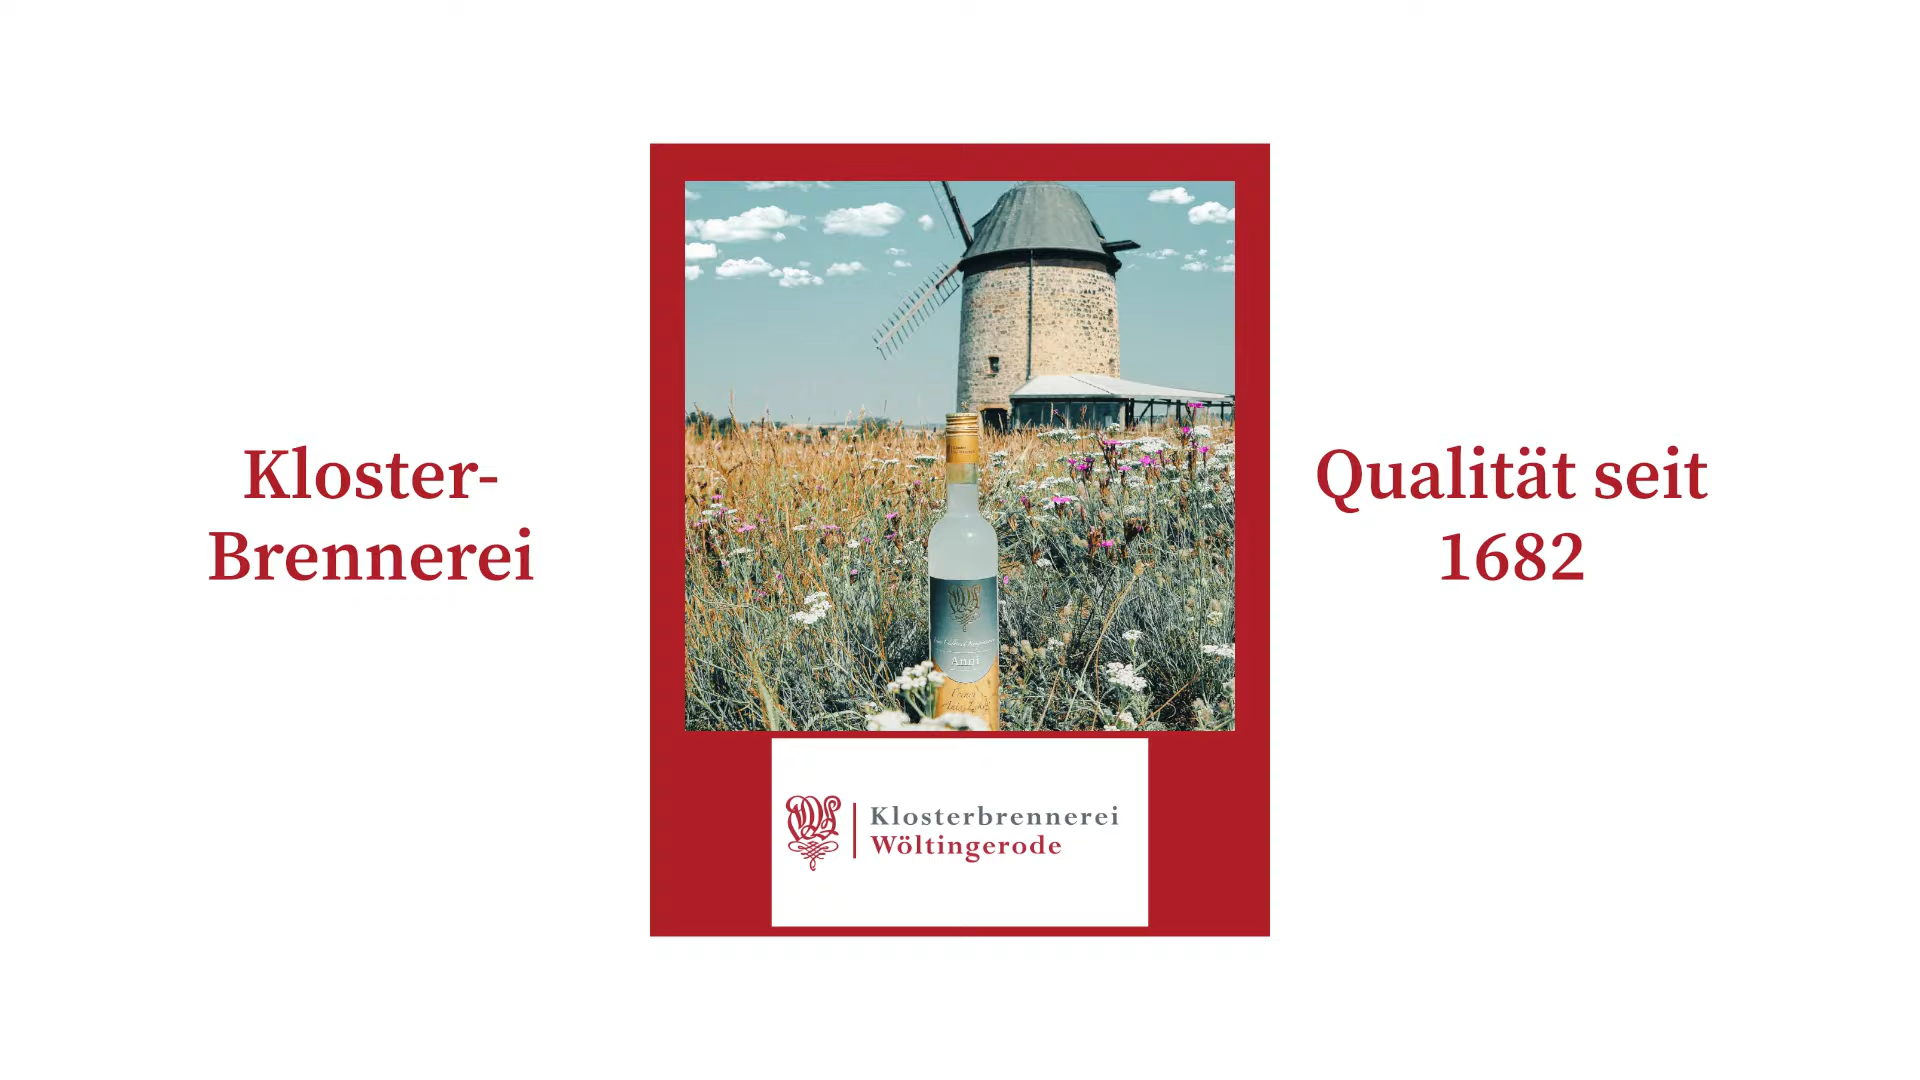 Kloster-
Brennerei
Qualität seit
1682
Anni
Klosterbrennerei
Wöltingerode